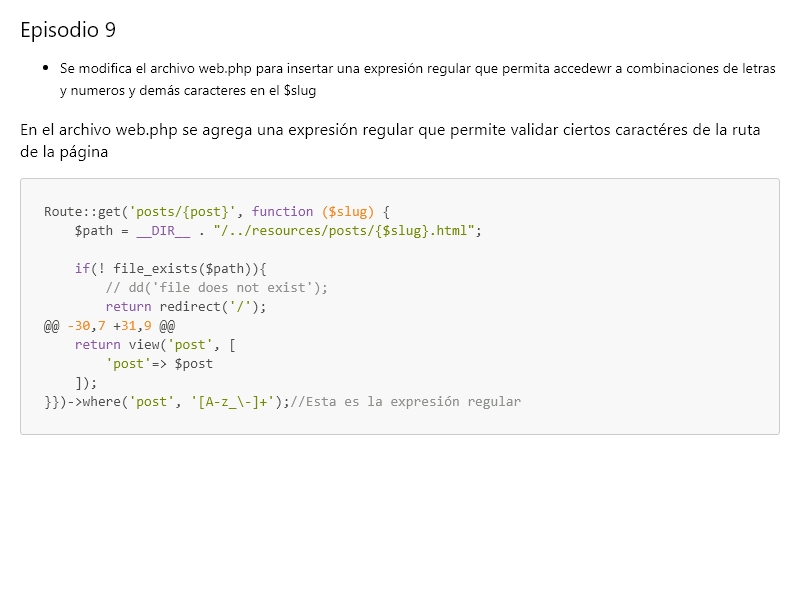 Episodio 9
• Se modifica el archivo web.php para insertar una expresión regular que permita accedewr a combinaciones de letras
y numeros y demás caracteres en el $slug
En el archivo web.php se agrega una expresión regular que permite validar ciertos caractéres de la ruta
de la página
Route::get('posts/{post}', function ($slug) {
    $path = __DIR__ . "/../resources/posts/{$slug}.html";
    if(! file_exists($path)){
        // dd('file does not exist');
        return redirect('/');
@@ -30,7 +31,9 @@
    return view('post', [
        'post'=> $post
    ]);
}})->where('post', '[A-z_\-]+');//Esta es la expresión regular